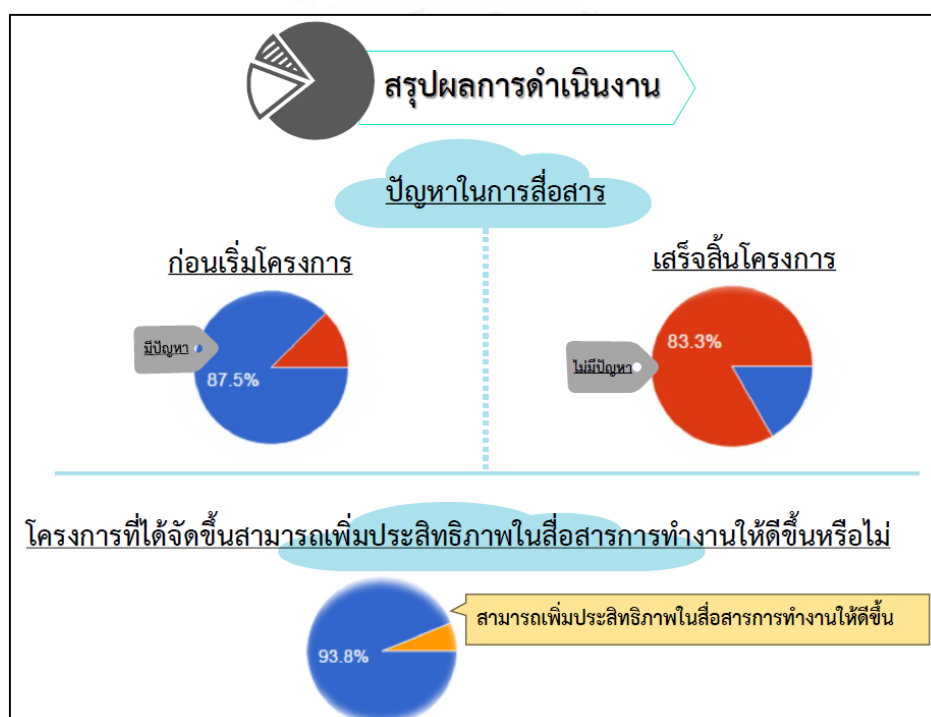 สรุปผลการดำเนินงาน
ปัญหาในการสื่อสาร
ก่อนเริ่มโครงการ
เสร็จสิ้นโครงการ
มีปัญหา
87.5%
83.3%
ไม่มีปัญหา
โครงการที่ได้จัดขึ้นสามารถเพิ่มประสิทธิภาพในสื่อสารการทำงานให้ดีขึ้นหรือไม่
สามารถเพิ่มประสิทธิภาพในสื่อสารการทำงานให้ดีขึ้น
93.8%